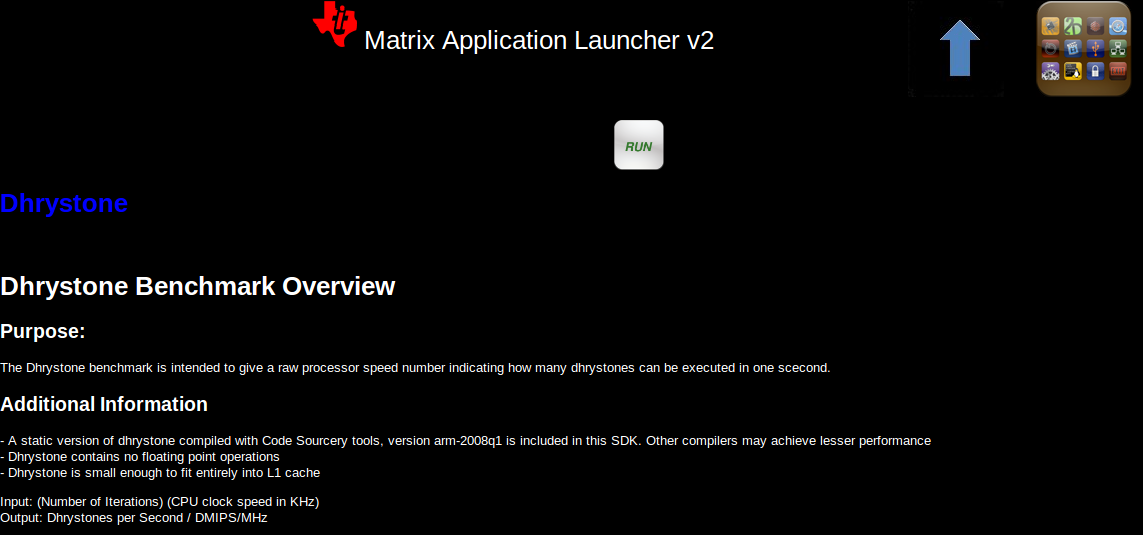 Matrix Application Launcher v2
RUN
Dhrystone
Dhrystone Benchmark Overview
Purpose:
The Dhrystone benchmark is intended to give a raw processor speed number indicating how many dhrystones can be executed in one scecond.
Additional Information
- A static version of dhrystone compiled with Code Sourcery tools, version arm-2008q1 is included in this SDK. Other compilers may achieve lesser performance
- Dhrystone contains no floating point operations
- Dhrystone is small enough to fit entirely into L1 cache
Input: (Number of Iterations) (CPU clock speed in KHz)
Output: Dhrystones per Second / DMIPS/MHz